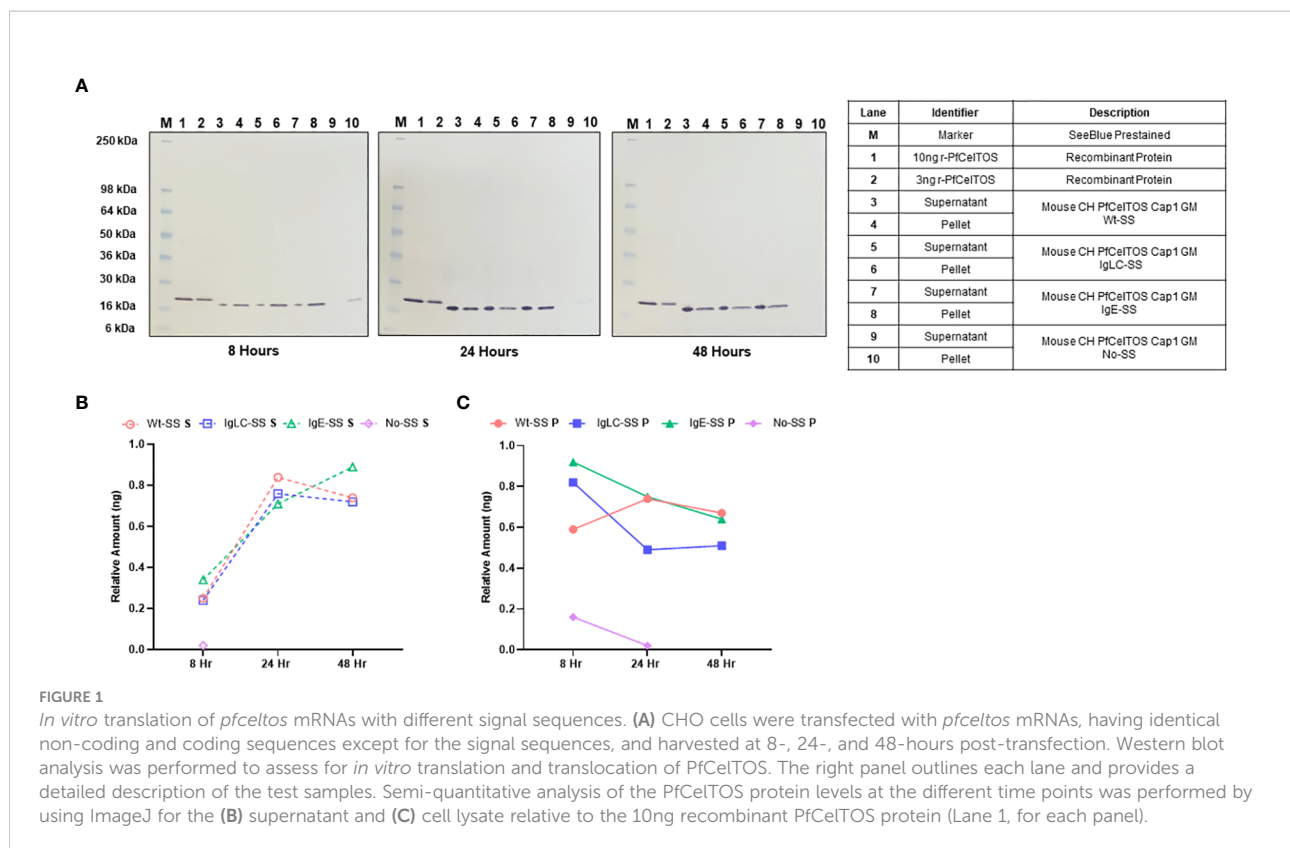 A
M 1 2 3 4 5 6 7 8 9 10
M 1 2 3 4 5 6 7 8 9 10
M 1 2 3 4 5 6 7 8 9 10
250 kDa
98 kDa
64 kDa
50 kDa
36 kDa
30 kDa
16 kDa
6 kDa
8 Hours
24 Hours
48 Hours
Lane Identifier Description
M Marker SeeBlue Prestained
1 10ng r-PfCelTOS Recombinant Protein
2 3ng r-PfCelTOS Recombinant Protein
3 Supernatant
4 Pellet
Mouse CH PfCelTOS Cap1 GM
Wt-SS
5 Supernatant
6 Pellet
Mouse CH PfCelTOS Cap1 GM
IgLC-SS
7 Supernatant
8 Pellet
Mouse CH PfCelTOS Cap1 GM
IgE-SS
9 Supernatant
10 Pellet
Mouse CH PfCelTOS Cap1 GM
No-SS
B
Wt-SS S IgLC-SS S IgE-SS S No-SS S
Relative Amount (ng)
1.0
0.8
0.6
0.4
0.2
0.0
8 Hr 24 Hr 48 Hr
C
Wt-SS P IgLC-SS P IgE-SS P No-SS P
Relative Amount (ng)
1.0
0.8
0.6
0.4
0.2
0.0
8 Hr 24 Hr 48 Hr
FIGURE 1
In vitro translation of pfceltos mRNAs with different signal sequences. (A) CHO cells were transfected with pfceltos mRNAs, having identical
non-coding and coding sequences except for the signal sequences, and harvested at 8-, 24-, and 48-hours post-transfection. Western blot
analysis was performed to assess for in vitro translation and translocation of PfCelTOS. The right panel outlines each lane and provides a
detailed description of the test samples. Semi-quantitative analysis of the PfCelTOS protein levels at the different time points was performed by
using ImageJ for the (B) supernatant and (C) cell lysate relative to the 10ng recombinant PfCelTOS protein (Lane 1, for each panel).